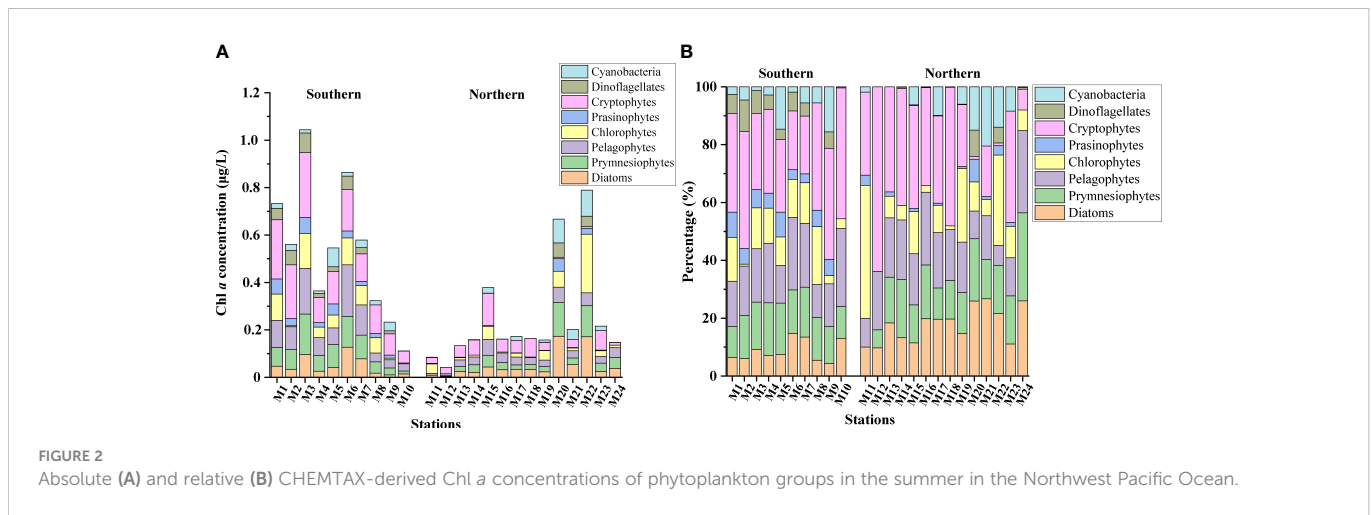 A
Southern
Northern
Cyanobacteria
Dinoflagellates
Cryptophytes
Prasinophytes
Chlorophytes
Pelagophytes
Prymnesiophytes
Diatoms
Chl a concentration (µg/L)
1.2
1.0
0.8
0.6
0.4
0.2
0
M1
M2
M3
M4
M5
M6
M7
M8
M9
M10
M11
M12
M13
M14
M15
M16
M17
M18
M19
M20
M21
M22
M23
M24
Stations
B
Southern
Northern
Cyanobacteria
Dinoflagellates
Cryptophytes
Prasinophytes
Chlorophytes
Pelagophytes
Prymnesiophytes
Diatoms
Percentage (%)
100
80
60
40
20
0
M1
M2
M3
M4
M5
M6
M7
M8
M9
M10
M11
M12
M13
M14
M15
M16
M17
M18
M19
M20
M21
M22
M23
M24
Stations
FIGURE 2
Absolute (A) and relative (B) CHEMTAX-derived Chl a concentrations of phytoplankton groups in the summer in the Northwest Pacific Ocean.